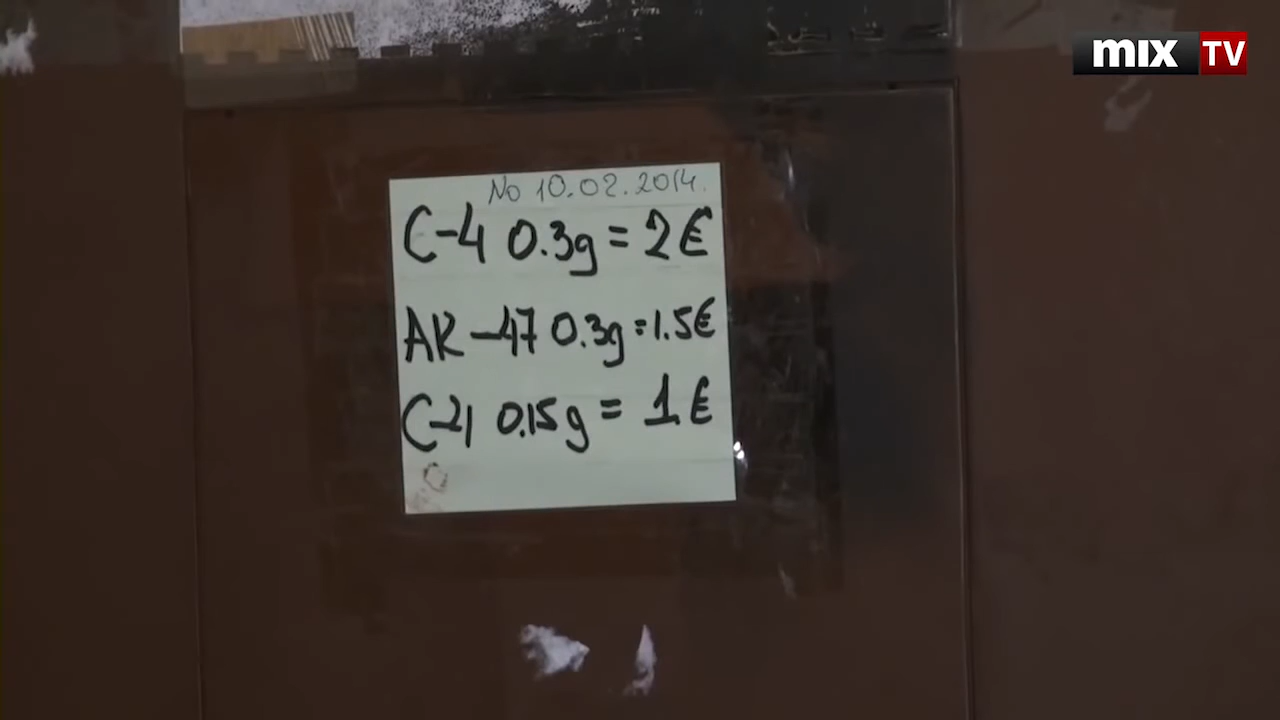 mix TV
No 10.02.2014.
C-4 0.3g = 2€
AK-47 0.3g = 1.5€
C-21 0.15g = 1€